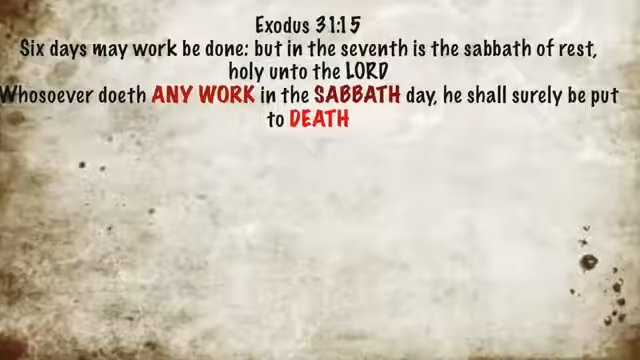 Exodus 31:15
Six days may work be done: but in the seventh is the sabbath of rest,
holy unto the LORD
Whosoever doeth ANY WORK in the SABBATH day, he shall surely be put
to DEATH